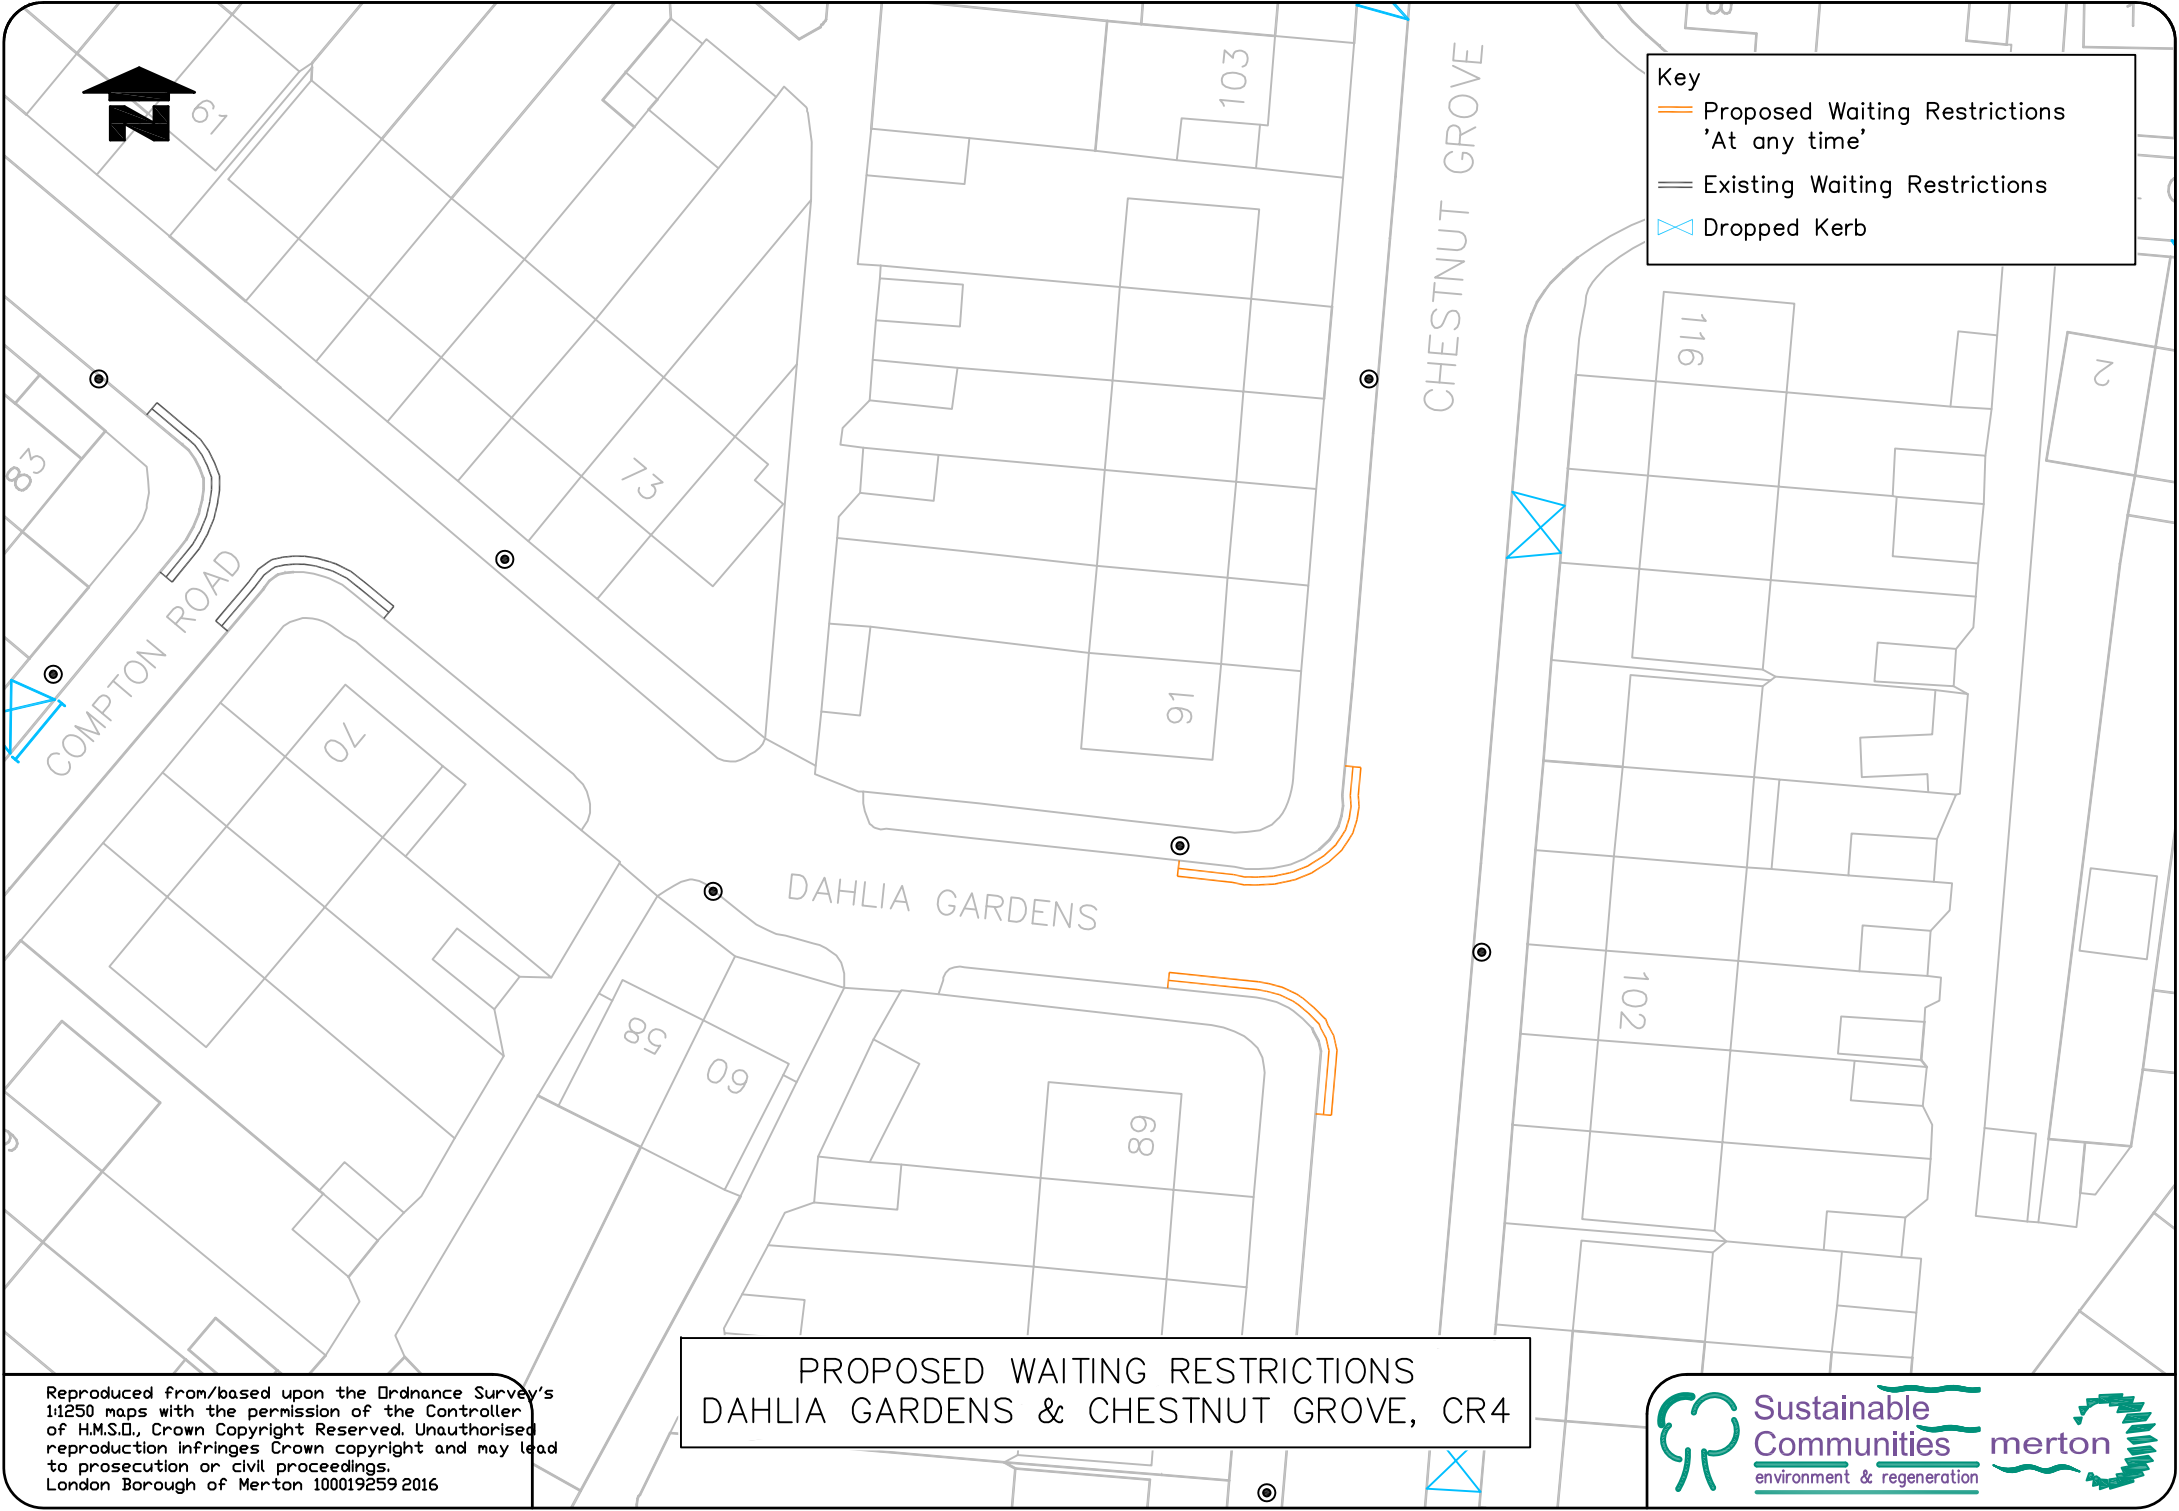 103
CHESTNUT GROVE
Key
Proposed Waiting Restrictions
'At any time'
Existing Waiting Restrictions
Dropped Kerb
61
116
2
83
73
COMPTON ROAD
70
91
DAHLIA GARDENS
102
58
60
68
PROPOSED WAITING RESTRICTIONS
DAHLIA GARDENS & CHESTNUT GROVE, CR4
Reproduced from/based upon the Ordnance Survey's
1:1250 maps with the permission of the Controller
of H.M.S.O., Crown Copyright Reserved. Unauthorised
reproduction infringes Crown copyright and may lead
to prosecution or civil proceedings.
London Borough of Merton 100019259 2016
Sustainable
Communities
environment & regeneration
merton